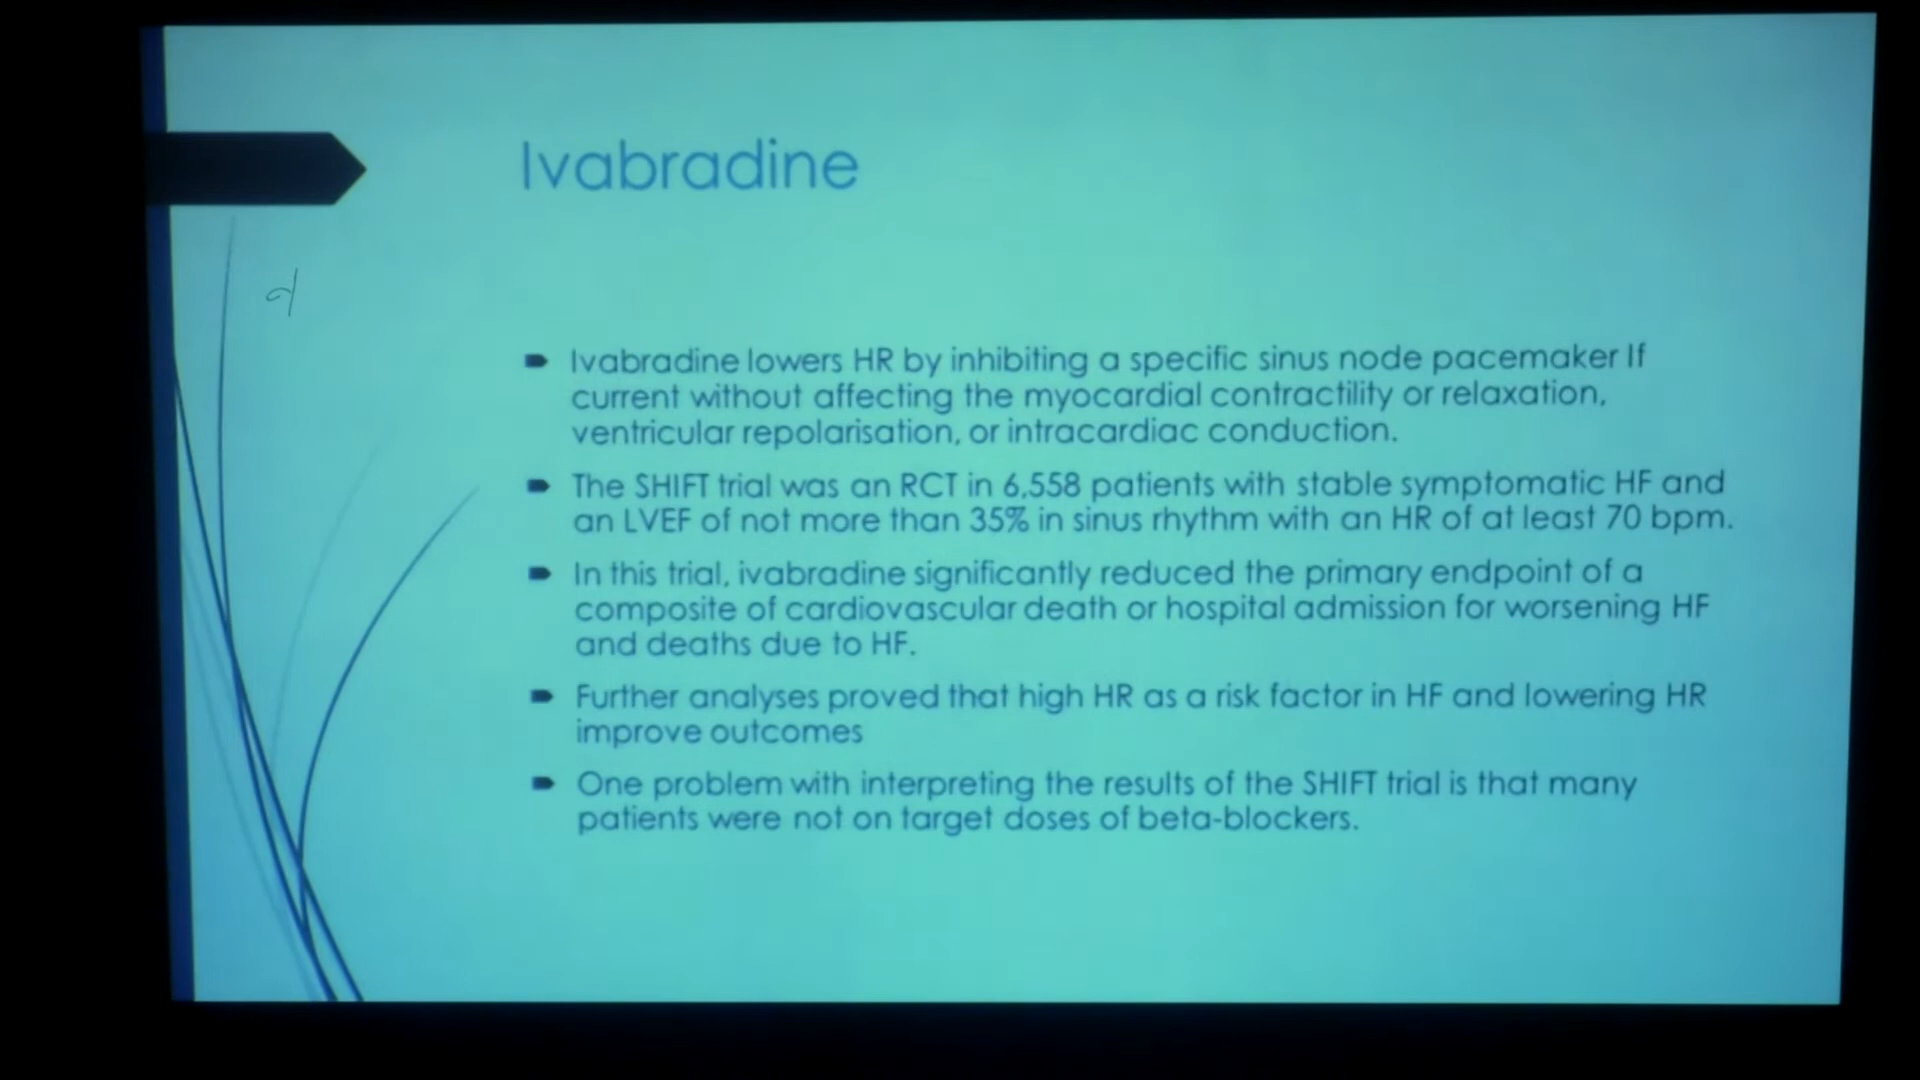 Ivabradine
Ivabradine lowers HR by inhibiting a specific sinus node pacemaker If
current without affecting the myocardial contractility or relaxation,
ventricular repolarisation, or intracardiac conduction.
The SHIFT trial was an RCT in 6,558 patients with stable symptomatic HF and
an LVEF of not more than 35% in sinus rhythm with an HR of at least 70 bpm.
In this trial, ivabradine significantly reduced the primary endpoint of a
composite of cardiovascular death or hospital admission for worsening HF
and deaths due to HF.
Further analyses proved that high HR as a risk factor in HF and lowering HR
improve outcomes
One problem with interpreting the results of the SHIFT trial is that many
patients were not on target doses of beta-blockers.